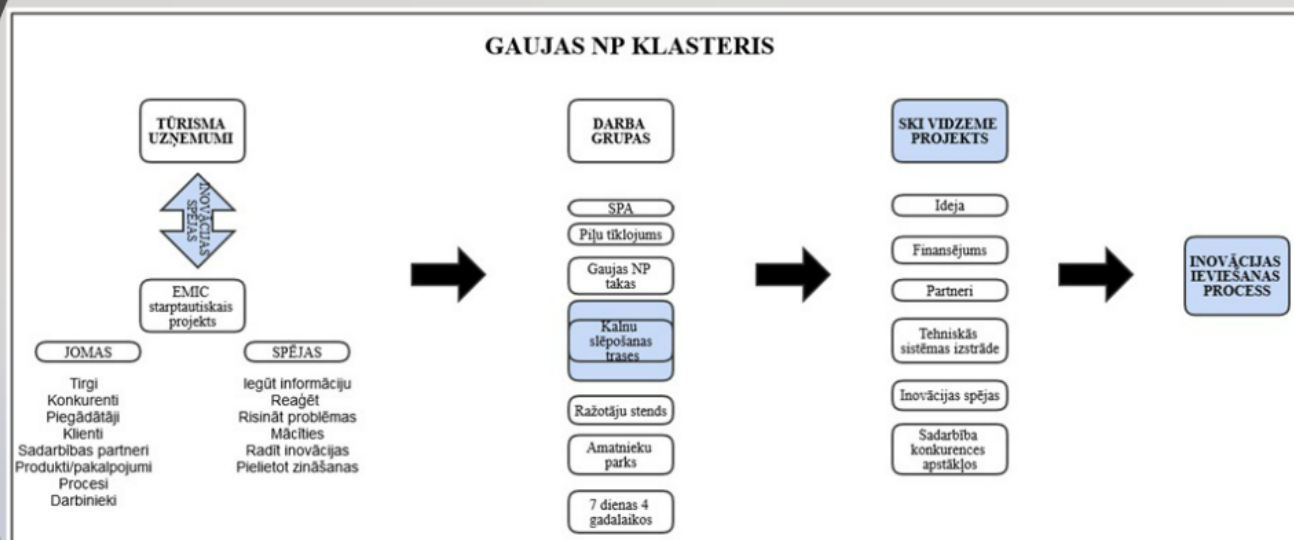 GAUJAS NP KLASTERIS
TŪRISMA
UZŅEMUMI
INOVĀCIJAS
SPĒJAS
EMIC
starptautiskais
projekts
JOMAS
Tirgi
Konkurenti
Piegādātāji
Klienti
Sadarbības partneri
Produkti/pakalpojumi
Procesi
Darbinieki
SPĒJAS
Iegūt informāciju
Reaģēt
Risināt problēmas
Mācīties
Radīt inovācijas
Pielietot zināšanas
DARBA
GRUPAS
SPA
Piļu tīklojums
Gaujas NP
takas
Kalnu
slēpošanas
trases
Ražotāju stends
Amatnieku
parks
7 dienas 4
gadalaikos
SKI VIDZEME
PROJEKTS
Ideja
Finansējums
Partneri
Tehniskās
sistēmas izstrāde
Inovācijas spējas
Sadarbība
konkurences
apstākļos
INOVĀCIJAS
IEVIEŠANAS
PROCESS